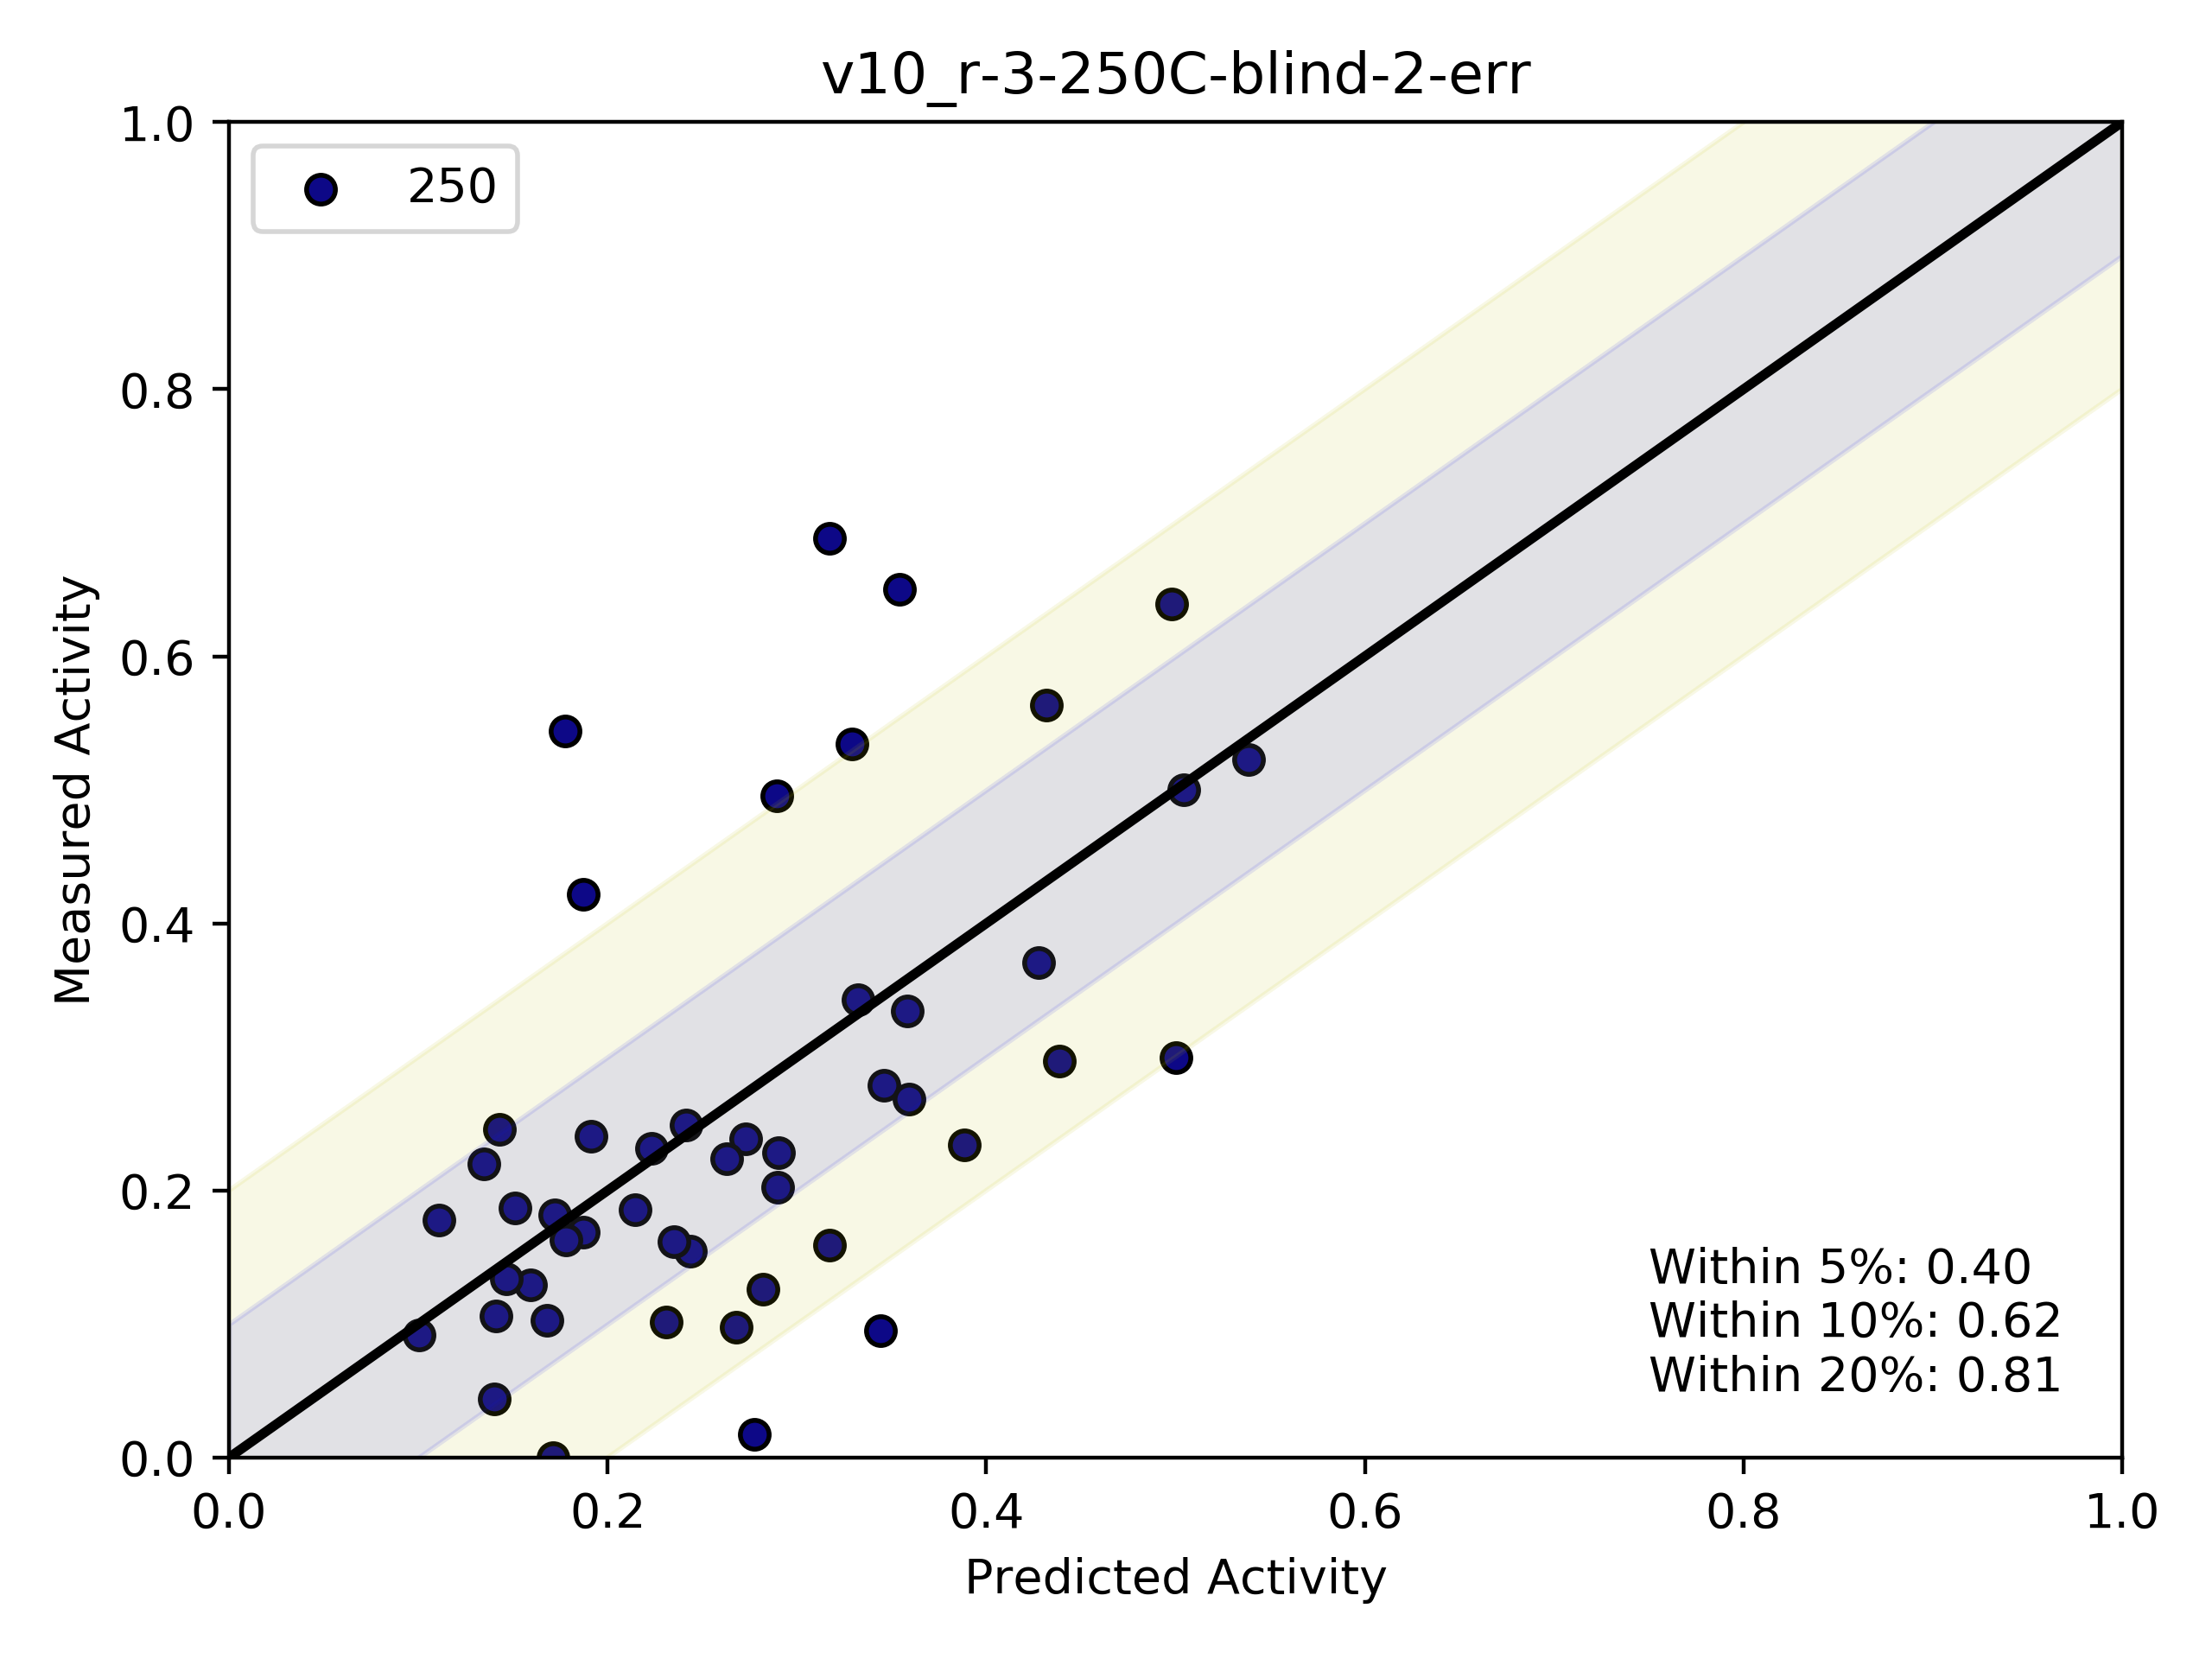 v10_r-3-250C-blind-2-err
250
Measured Activity
1.0
0.8
0.6
0.4
0.2
0.0
0.0 0.2 0.4 0.6 0.8 1.0
Predicted Activity
Within 5%: 0.40
Within 10%: 0.62
Within 20%: 0.81